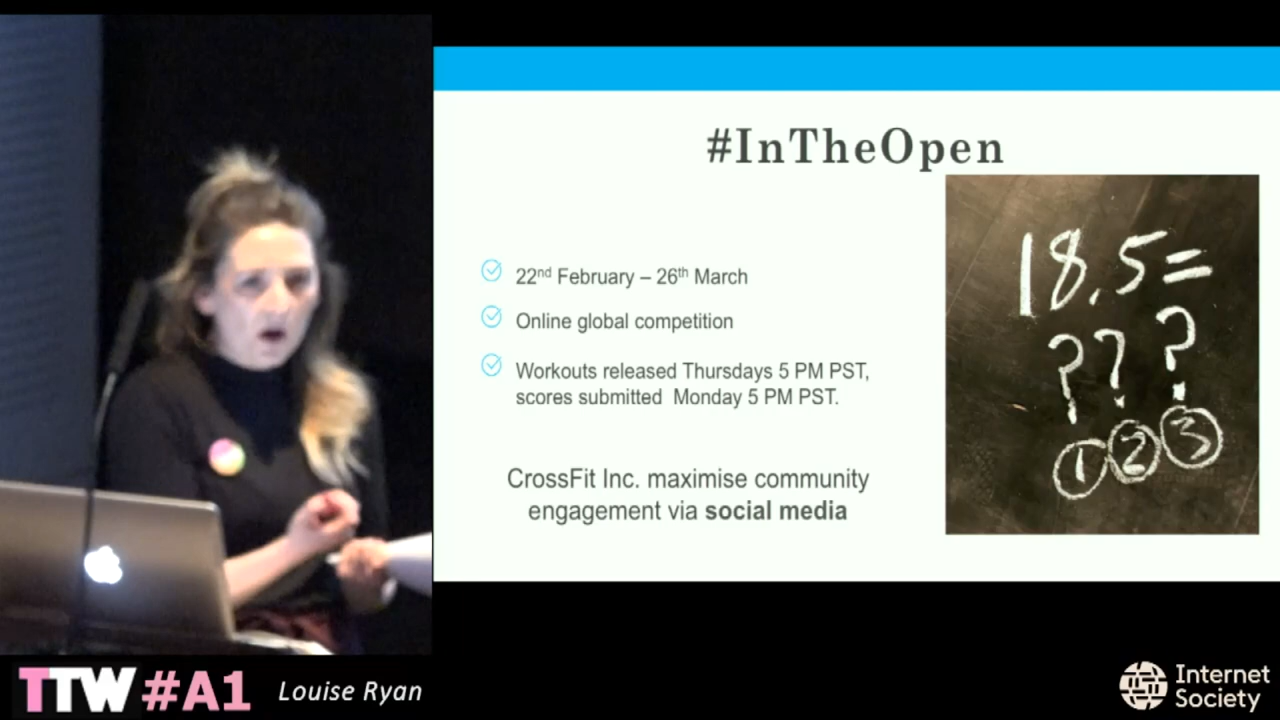 #InTheOpen
22nd February – 26th March
Online global competition
Workouts released Thursdays 5 PM PST,
scores submitted Monday 5 PM PST.
CrossFit Inc. maximise community
engagement via social media
18.5=
? ? ?
1 2 3
TTW #A1 Louise Ryan
Internet
Society